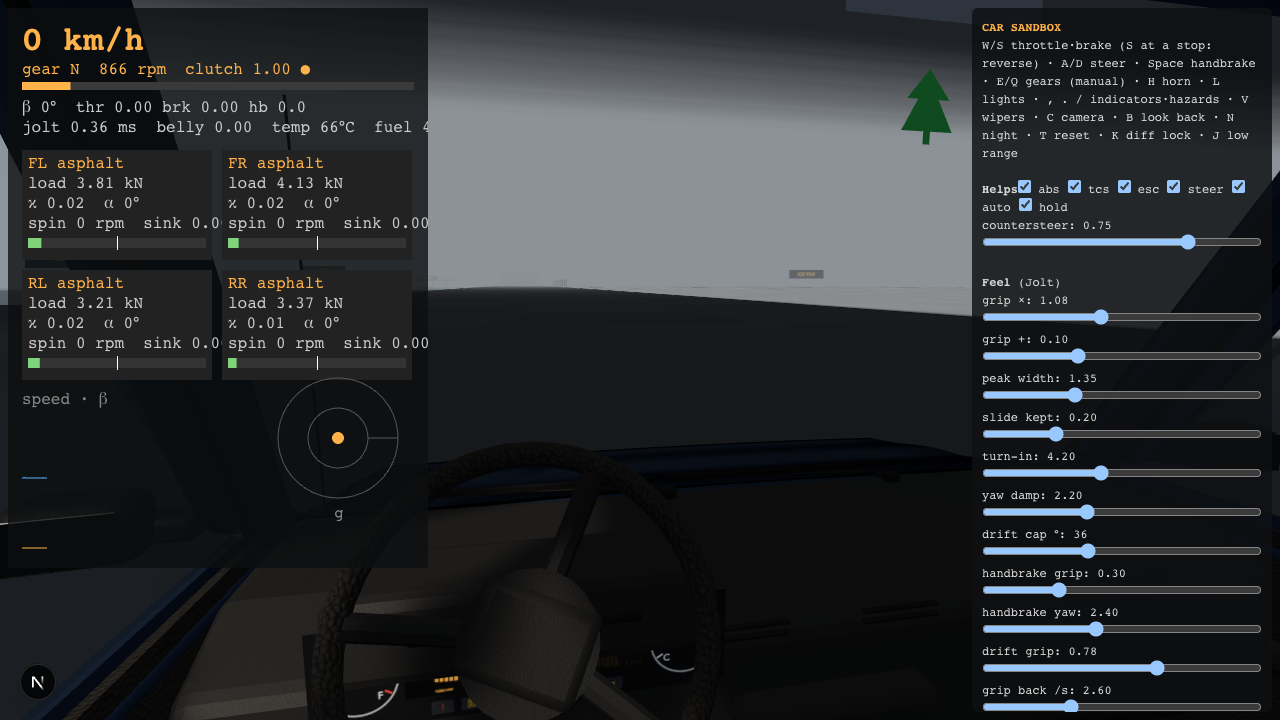 0 km/h
gear N 866 rpm clutch 1.00 ●
β 0° thr 0.00 brk 0.00 hb 0.0
jolt 0.36 ms belly 0.00 temp 66°C fuel 4
FL asphalt
load 3.81 kN
ϰ 0.02 α 0°
spin 0 rpm sink 0.0
FR asphalt
load 4.13 kN
ϰ 0.02 α 0°
spin 0 rpm sink 0.00
RL asphalt
load 3.21 kN
ϰ 0.02 α 0°
spin 0 rpm sink 0.0
RR asphalt
load 3.37 kN
ϰ 0.01 α 0°
spin 0 rpm sink 0.00
speed · β
g
N
F
C
CAR SANDBOX
W/S throttle·brake (S at a stop:
reverse) · A/D steer · Space handbrake
· E/Q gears (manual) · H horn · L
lights · , . / indicators·hazards · V
wipers · C camera · B look back · N
night · T reset · K diff lock · J low
range
Helps abs tcs esc steer
auto hold
countersteer: 0.75
Feel (Jolt)
grip ×: 1.08
grip +: 0.10
peak width: 1.35
slide kept: 0.20
turn-in: 4.20
yaw damp: 2.20
drift cap °: 36
handbrake grip: 0.30
handbrake yaw: 2.40
drift grip: 0.78
grip back /s: 2.60